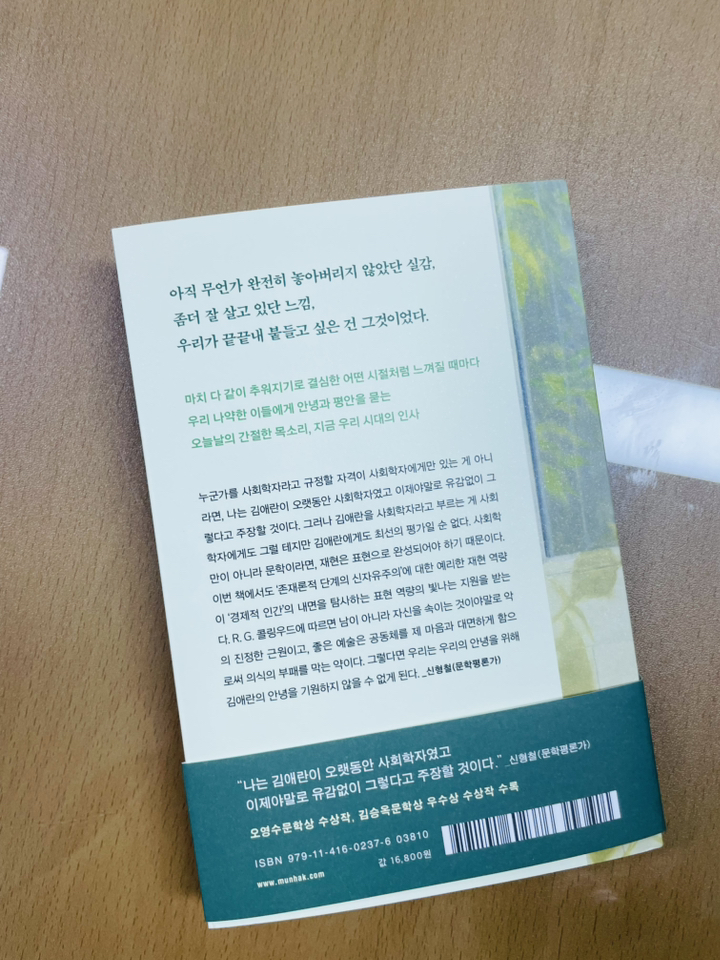 아직 무언가 완전히 놓아버리지 않았단 실감,
좀더 잘 살고 있단 느낌,
우리가 끝끝내 붙들고 싶은 건 그것이었다.
마치 다 같이 추워지기로 결심한 어떤 시절처럼 느껴질 때마다
우리 나약한 이들에게 안녕과 평안을 묻는
오늘날의 간절한 목소리, 지금 우리 시대의 인사
누군가를 사회학자라고 규정할 자격이 사회학자에게만 있는 게 아니
라면, 나는 김애란이 오랫동안 사회학자였고 이제야말로 유감없이 그
렇다고 주장할 것이다. 그러나 김애란을 사회학자라고 부르는 게 사회
학자에게도 그럴 테지만 김애란에게도 최선의 평가일 순 없다. 사회학
만이 아니라 문학이라면, 재현은 표현으로 완성되어야 하기 때문이다.
이번 책에서도 '존재론적 단계의 신자유주의'에 대한 예리한 재현 역량
이 '경제적 인간'의 내면을 탐사하는 표현 역량의 빛나는 지원을 받는
다. R. G. 콜링우드에 따르면 남이 아니라 자신을 속이는 것이야말로 악
의 진정한 근원이고, 좋은 예술은 공동체를 제 마음과 대면하게 함으
로써 의식의 부패를 막는 약이다. 그렇다면 우리는 우리의 안녕을 위해
김애란의 안녕을 기원하지 않을 수 없게 된다. _신형철(문학평론가)
"나는 김애란이 오랫동안 사회학자였고
이제야말로 유감없이 그렇다고 주장할 것이다." _신형철(문학평론가)
오영수문학상 수상작, 김승옥문학상 우수상 수상작 수록
ISBN 979-11-416-0237-6 03810
값 16,800원
www.munhak.com